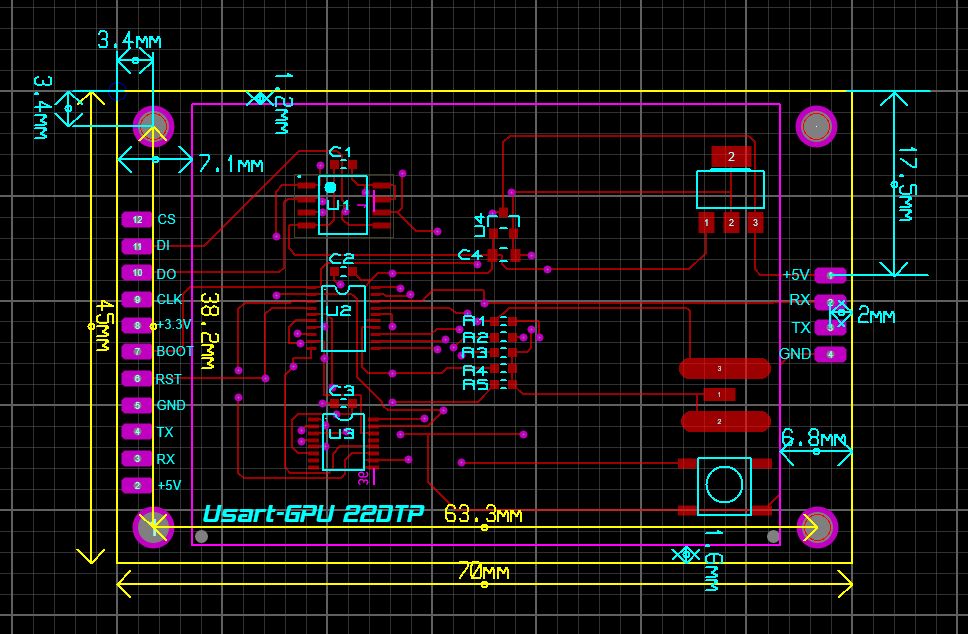 3.4MM
3.4MM
1.2MM
7.1MM
17.5MM
C1
2
U1
1 2 3
12 CS
U4
11 DI
C4
10 DO
C2
+5V
9 CLK
RX
U2
2MM
8 +3.3V
R1
TX 3
45MM
38.2MM
R2
7 BOOT
R3
GND 4
3
6 RST
R4
R5
1
5 GND
C3
2
4 TX
U3
6.8MM
3 RX
2 +5V
Usart-GPU 22DTP
63.3MM
1.6MM
70MM